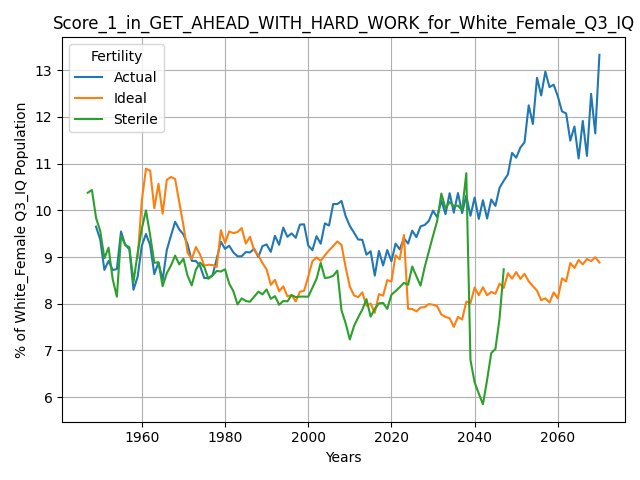 Score_1_in_GET_AHEAD_WITH_HARD_WORK_for_White_Female_Q3_IQ
Fertility
Actual
Ideal
Sterile
% of White_Female Q3_IQ Population
13
12
11
10
9
8
7
6
1960
1980
2000
2020
2040
2060
Years